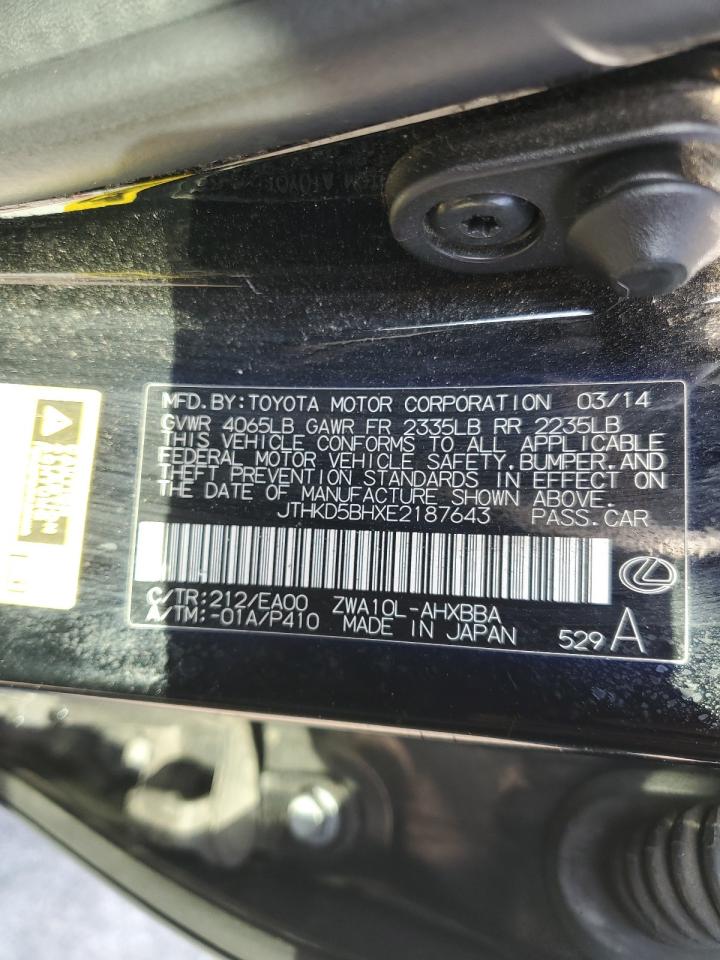 MFD.BY:TOYOTA MOTOR CORPORATION 03/14
GVWR 4065LB GAWR FR 2335LB RR 2235LB
THIS VEHICLE CONFORMS TO ALL APPLICABLE
FEDERAL MOTOR VEHICLE SAFETY,BUMPER,AND
THEFT PREVENTION STANDARDS IN EFFECT ON
THE DATE OF MANUFACTURE SHOWN ABOVE.
JTHKD5BHXE2187643 PASS.CAR
C/TR:212/EA00 ZWA10L-AHXBBA
A/TM:-01A/P410 MADE IN JAPAN 529 A